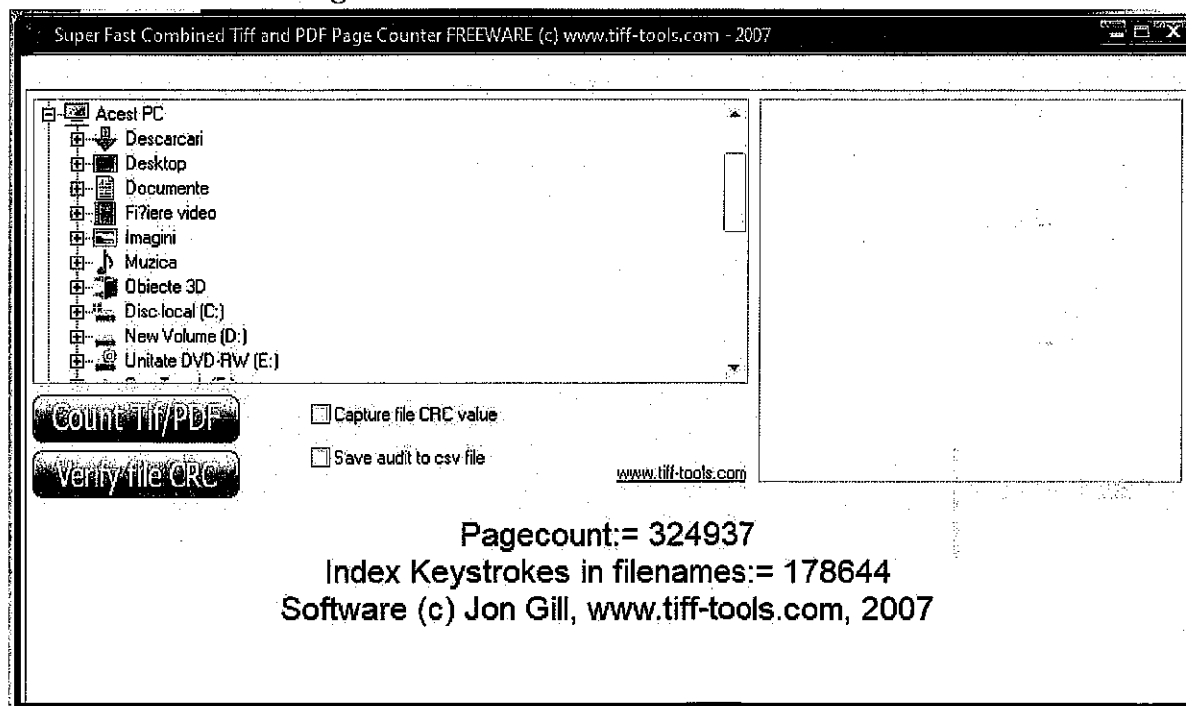 Super Fast Combined Tiff and PDF Page Counter FREEWARE (c) www.tiff-tools.com - 2007
Acest PC
Descarcari
Desktop
Documente
Fi?iere video
Imagini
Muzica
Obiecte 3D
Disc local (C:)
New Volume (D:)
Unitate DVD-RW (E:)
Count Tif/PDF
Capture file CRC value
Verify file CRC
Save audit to csv file
www.tiff-tools.com
Pagecount:= 324937
Index Keystrokes in filenames:= 178644
Software (c) Jon Gill, www.tiff-tools.com, 2007